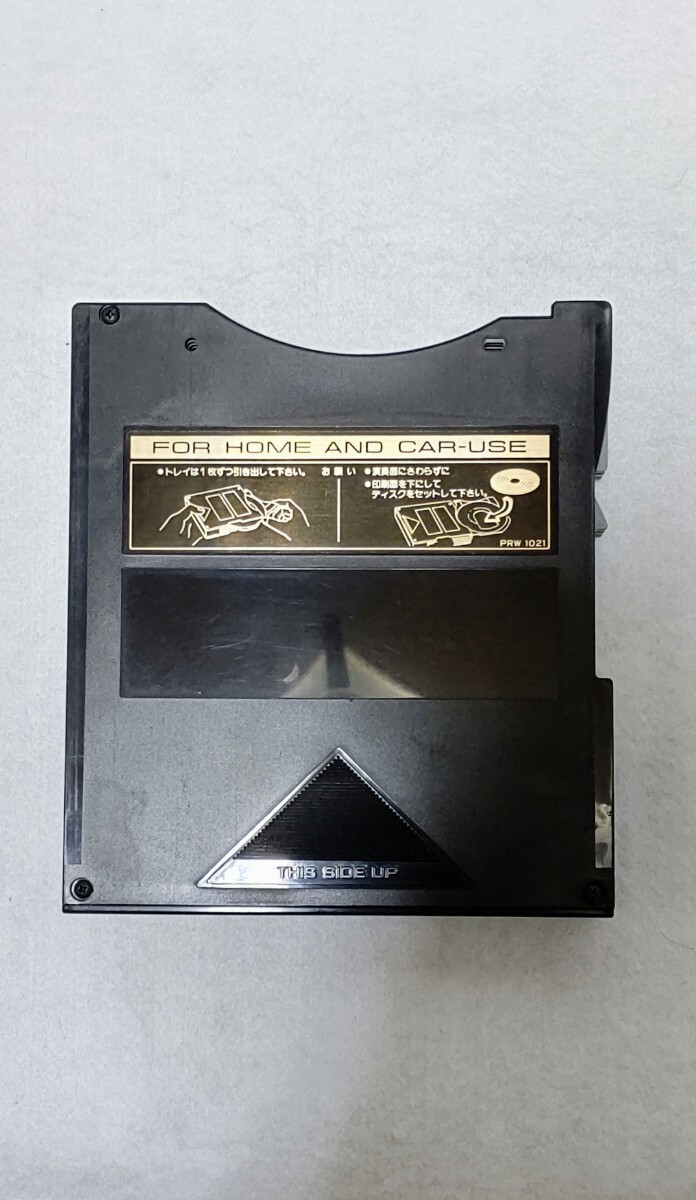 FOR HOME AND CAR-USE
お願い
●トレイは1枚ずつ引き出して下さい。
●演奏面にさわらずに
●印刷面を下にして
ディスクをセットして下さい。
PRW 1021
THIS SIDE UP